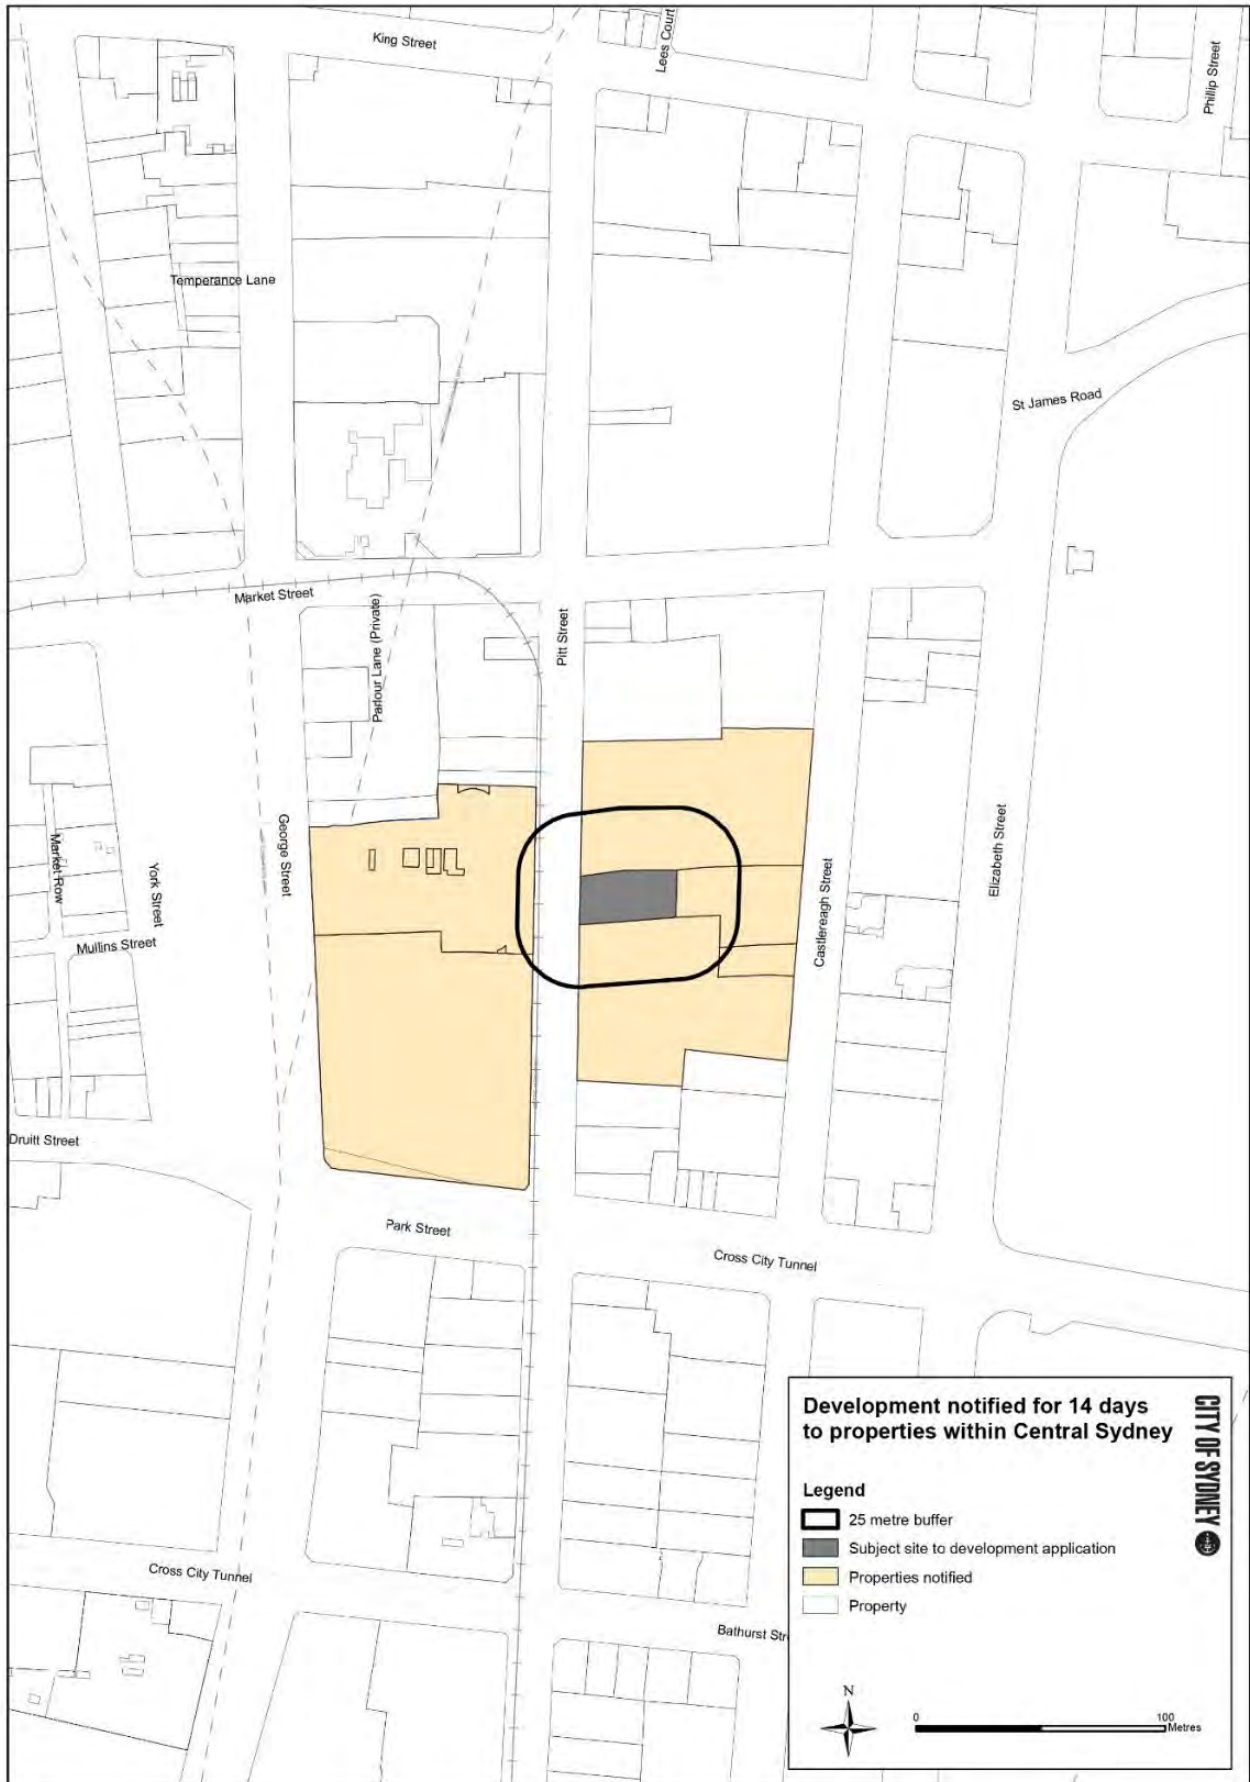 King Street
Lees Court
Phillip Street
Temperance Lane
St James Road
Market Street
Parlour Lane (Private)
Pitt Street
George Street
Market Row
York Street
Mullins Street
Castlereagh Street
Elizabeth Street
Druitt Street
Park Street
Cross City Tunnel
Cross City Tunnel
Bathurst Str
Development notified for 14 days
to properties within Central Sydney
CITY OF SYDNEY
Legend
25 metre buffer
Subject site to development application
Properties notified
Property
N
0
100
Metres